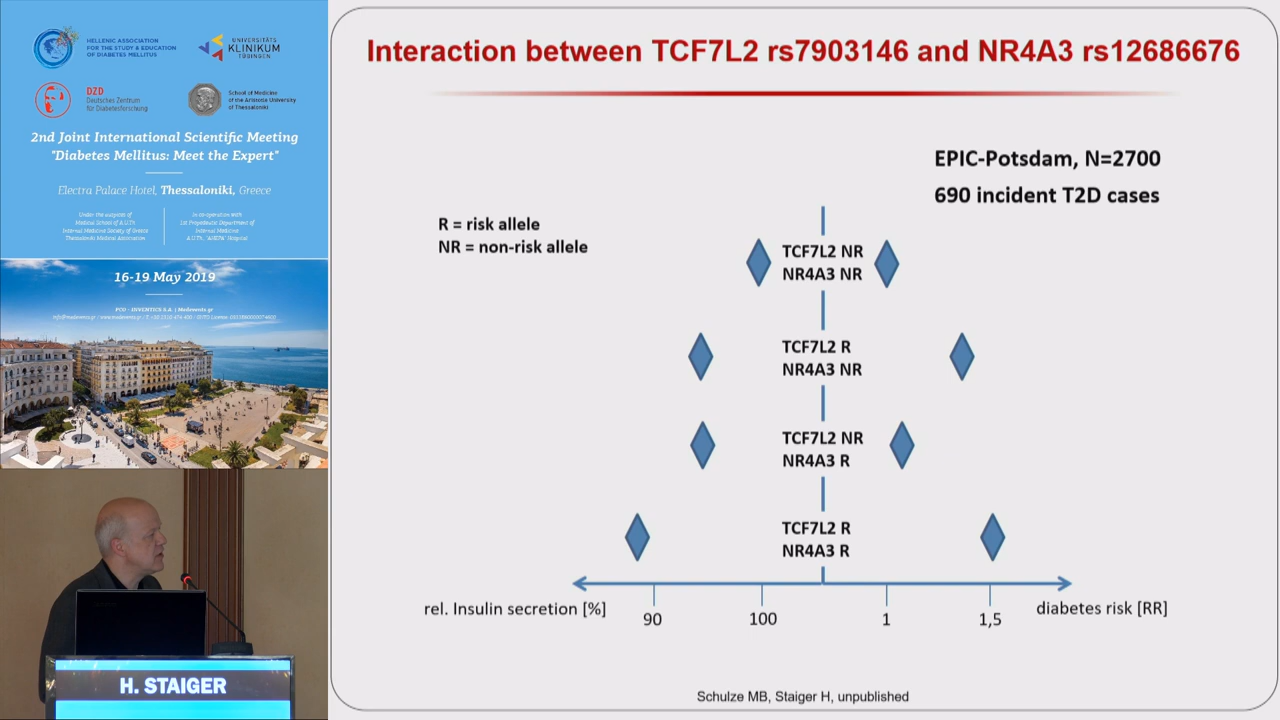 HELLENIC ASSOCIATION
FOR THE STUDY & EDUCATION
OF DIABETES MELLITUS
UNIVERSITÄTS
KLINIKUM
TÜBINGEN
DZD
Deutsches Zentrum
für Diabetesforschung
School of Medicine
of the Aristotle University
of Thessaloniki
2nd Joint International Scientific Meeting
"Diabetes Mellitus: Meet the Expert"
Electra Palace Hotel, Thessaloniki, Greece
Under the auspices of
Medical School of A.U.Th
Internal Medicine Society of Greece
Thessaloniki Medical Association
In co-operation with
1st Propedeutic Department of
Internal Medicine
A.U.Th, "AHEPA" Hospital
16-19 May 2019
PCO - INVENTICS S.A. | Medevents.gr
H. STAIGER
Interaction between TCF7L2 rs7903146 and NR4A3 rs12686676
EPIC-Potsdam, N=2700
690 incident T2D cases
R = risk allele
NR = non-risk allele
TCF7L2 NR
NR4A3 NR
TCF7L2 R
NR4A3 NR
TCF7L2 NR
NR4A3 R
TCF7L2 R
NR4A3 R
rel. Insulin secretion [%]
90
100
1
1,5
diabetes risk [RR]
Schulze MB, Staiger H, unpublished